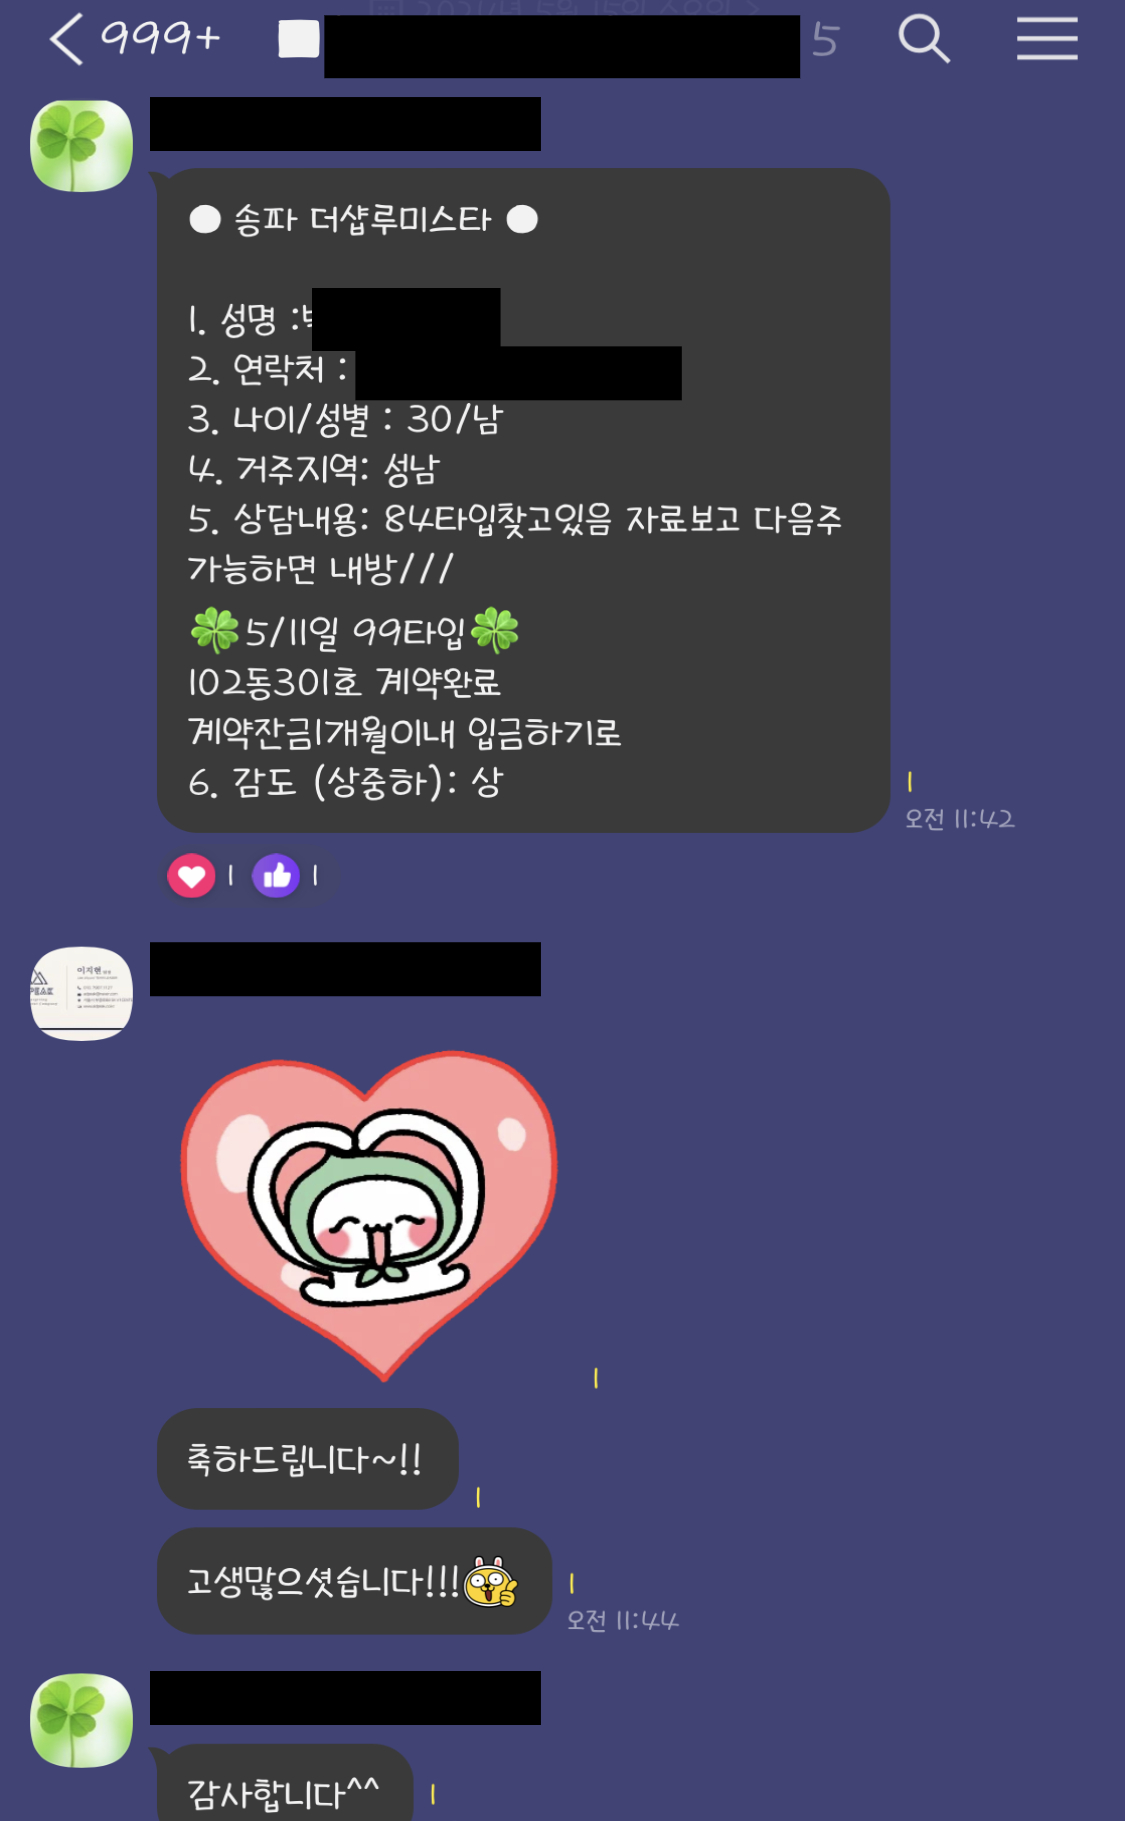 999+
5
● 송파 더샵루미스타 ●
1. 성명 :
2. 연락처 :
3. 나이/성별 : 30/남
4. 거주지역: 성남
5. 상담내용: 84타입찾고있음 자료보고 다음주
가능하면 내방///
🍀5/11일 99타입🍀
102동301호 계약완료
계약잔금1개월이내 입금하기로
6. 감도 (상중하): 상
1
오전 11:42
1 1
이지현
1
축하드립니다~!!
1
고생많으셧습니다!!!
1
오전 11:44
감사합니다^^
1